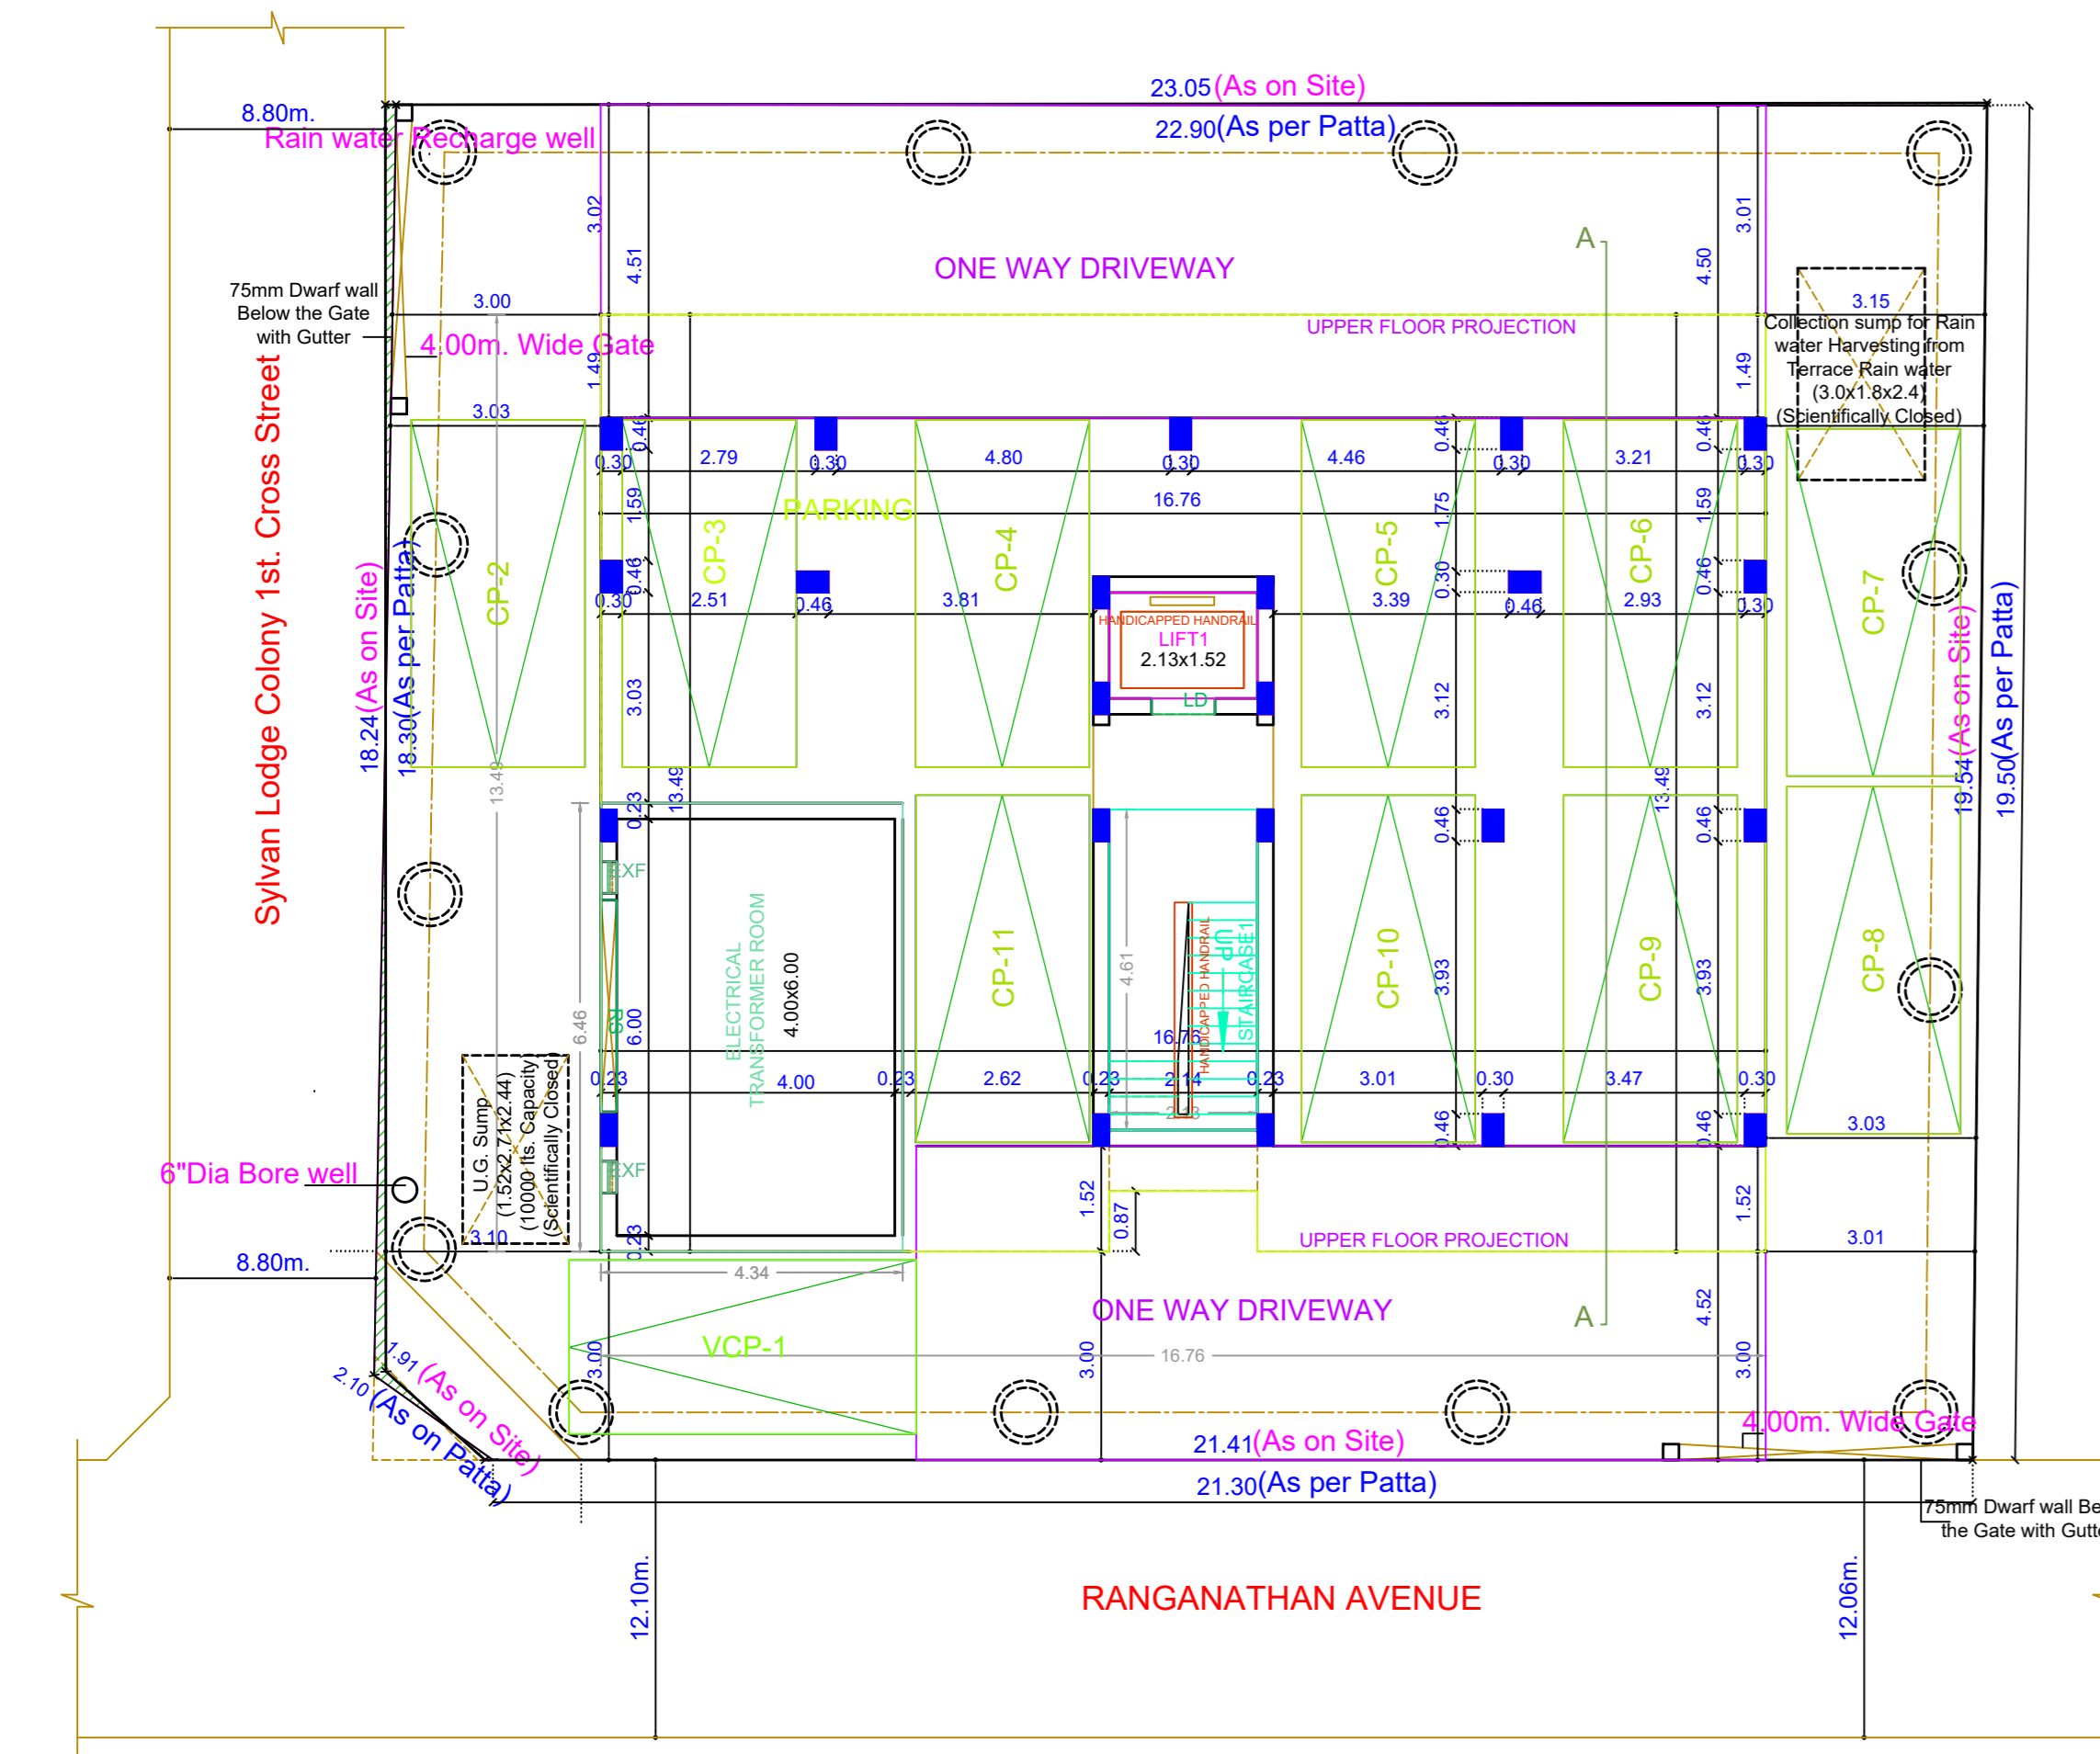 23.05(As on Site)
22.90(As per Patta)
8.80m.
Rain water Recharge well
3.02
3.01
4.51
4.50
ONE WAY DRIVEWAY
A
75mm Dwarf wall
Below the Gate
with Gutter
3.00
3.15
UPPER FLOOR PROJECTION
Collection sump for Rain
water Harvesting from
Terrace Rain water
(3.0x1.8x2.4)
(Scientifically Closed)
4.00m. Wide Gate
1.49
1.49
3.03
0.46
0.46
0.46
0.30
2.79
0.30
4.80
0.30
4.46
0.30
3.21
0.30
16.76
PARKING
1.59
1.75
1.59
CP-2
CP-3
CP-4
CP-5
CP-6
CP-7
0.46
0.30
0.46
0.30
2.51
0.46
3.81
3.39
0.46
2.93
0.30
HANDICAPPED HANDRAIL
LIFT1
2.13x1.52
LD
3.03
3.12
3.12
Sylvan Lodge Colony 1st. Cross Street
18.24(As on Site)
18.30(As per Patta)
19.54(As on Site)
19.50(As per Patta)
13.49
13.49
13.49
0.23
0.46
0.46
EXF
ELECTRICAL
TRANSFORMER ROOM
4.00x6.00
6.46
6.00
RS
CP-11
4.61
HANDICAPPED HANDRAIL
UP
STAIRCASE1
CP-10
3.93
CP-9
3.93
CP-8
16.76
0.23
4.00
0.23
2.62
0.23
2.14
0.23
3.01
0.30
3.47
0.30
2.13
0.46
0.46
3.03
U.G. Sump
(1.52x2.71x2.44)
(10000 lts. Capacity)
(Scientifically Closed)
6"Dia Bore well
EXF
1.52
0.87
1.52
3.10
0.23
UPPER FLOOR PROJECTION
3.01
8.80m.
4.34
ONE WAY DRIVEWAY
4.52
A
VCP-1
3.00
3.00
16.76
3.00
1.91(As on Site)
2.10(As on Patta)
4.00m. Wide Gate
21.41(As on Site)
21.30(As per Patta)
75mm Dwarf wall Be
the Gate with Gutte
12.10m.
RANGANATHAN AVENUE
12.06m.